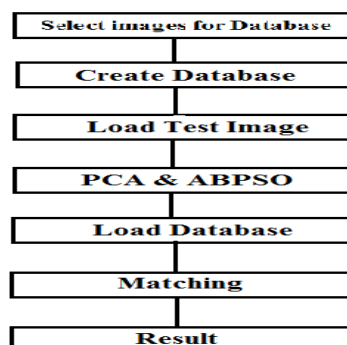 Select images for Database
Create Database
Load Test Image
PCA & ABPSO
Load Database
Matching
Result